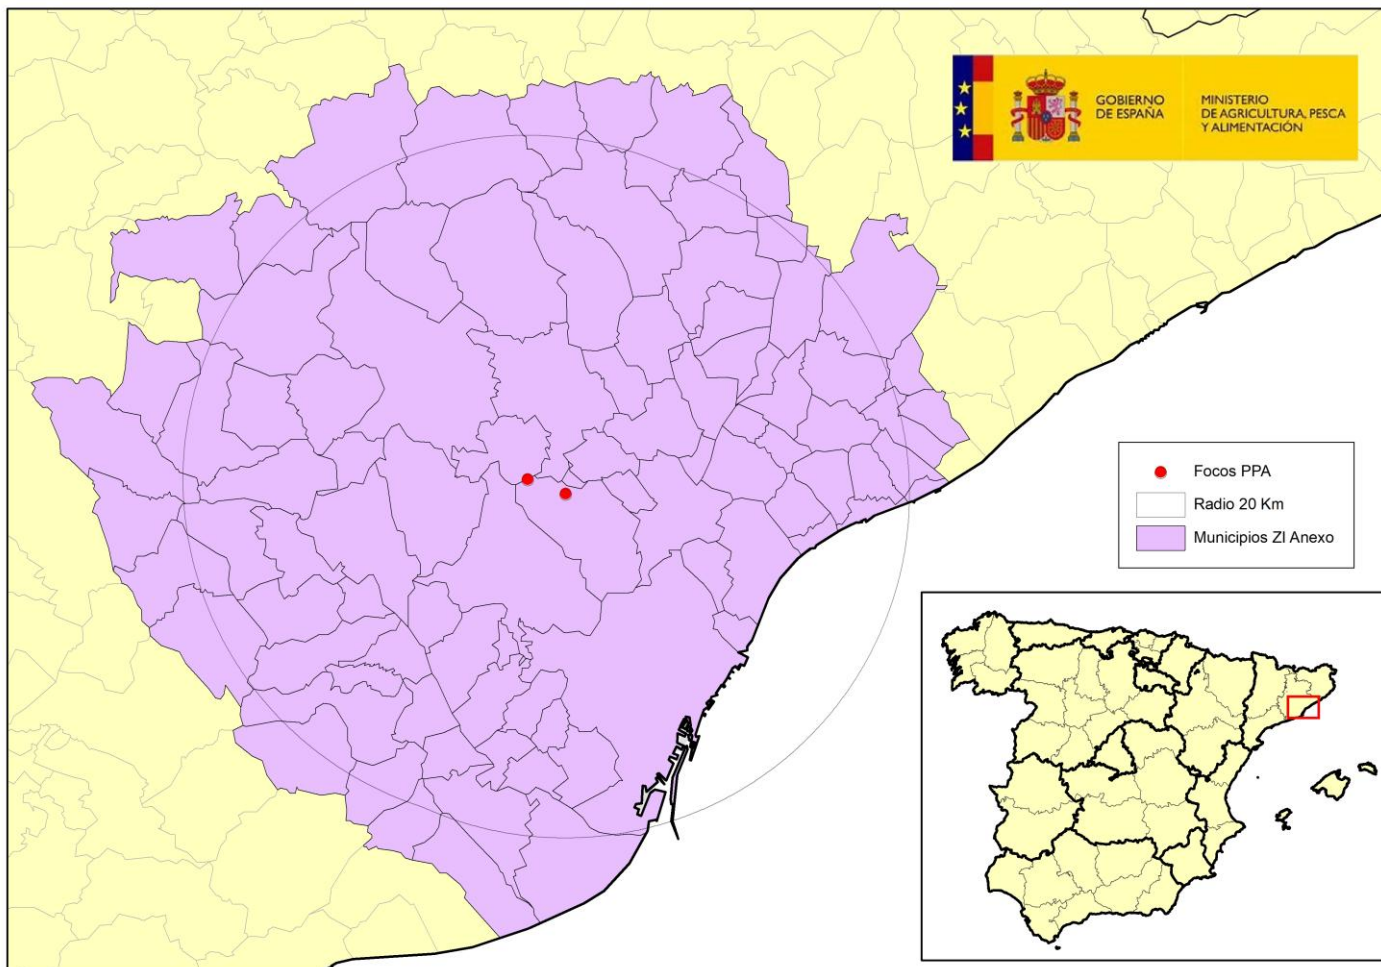 GOBIERNO
DE ESPAÑA
MINISTERIO
DE AGRICULTURA, PESCA
Y ALIMENTACIÓN
Focos PPA
Radio 20 Km
Municipios ZI Anexo